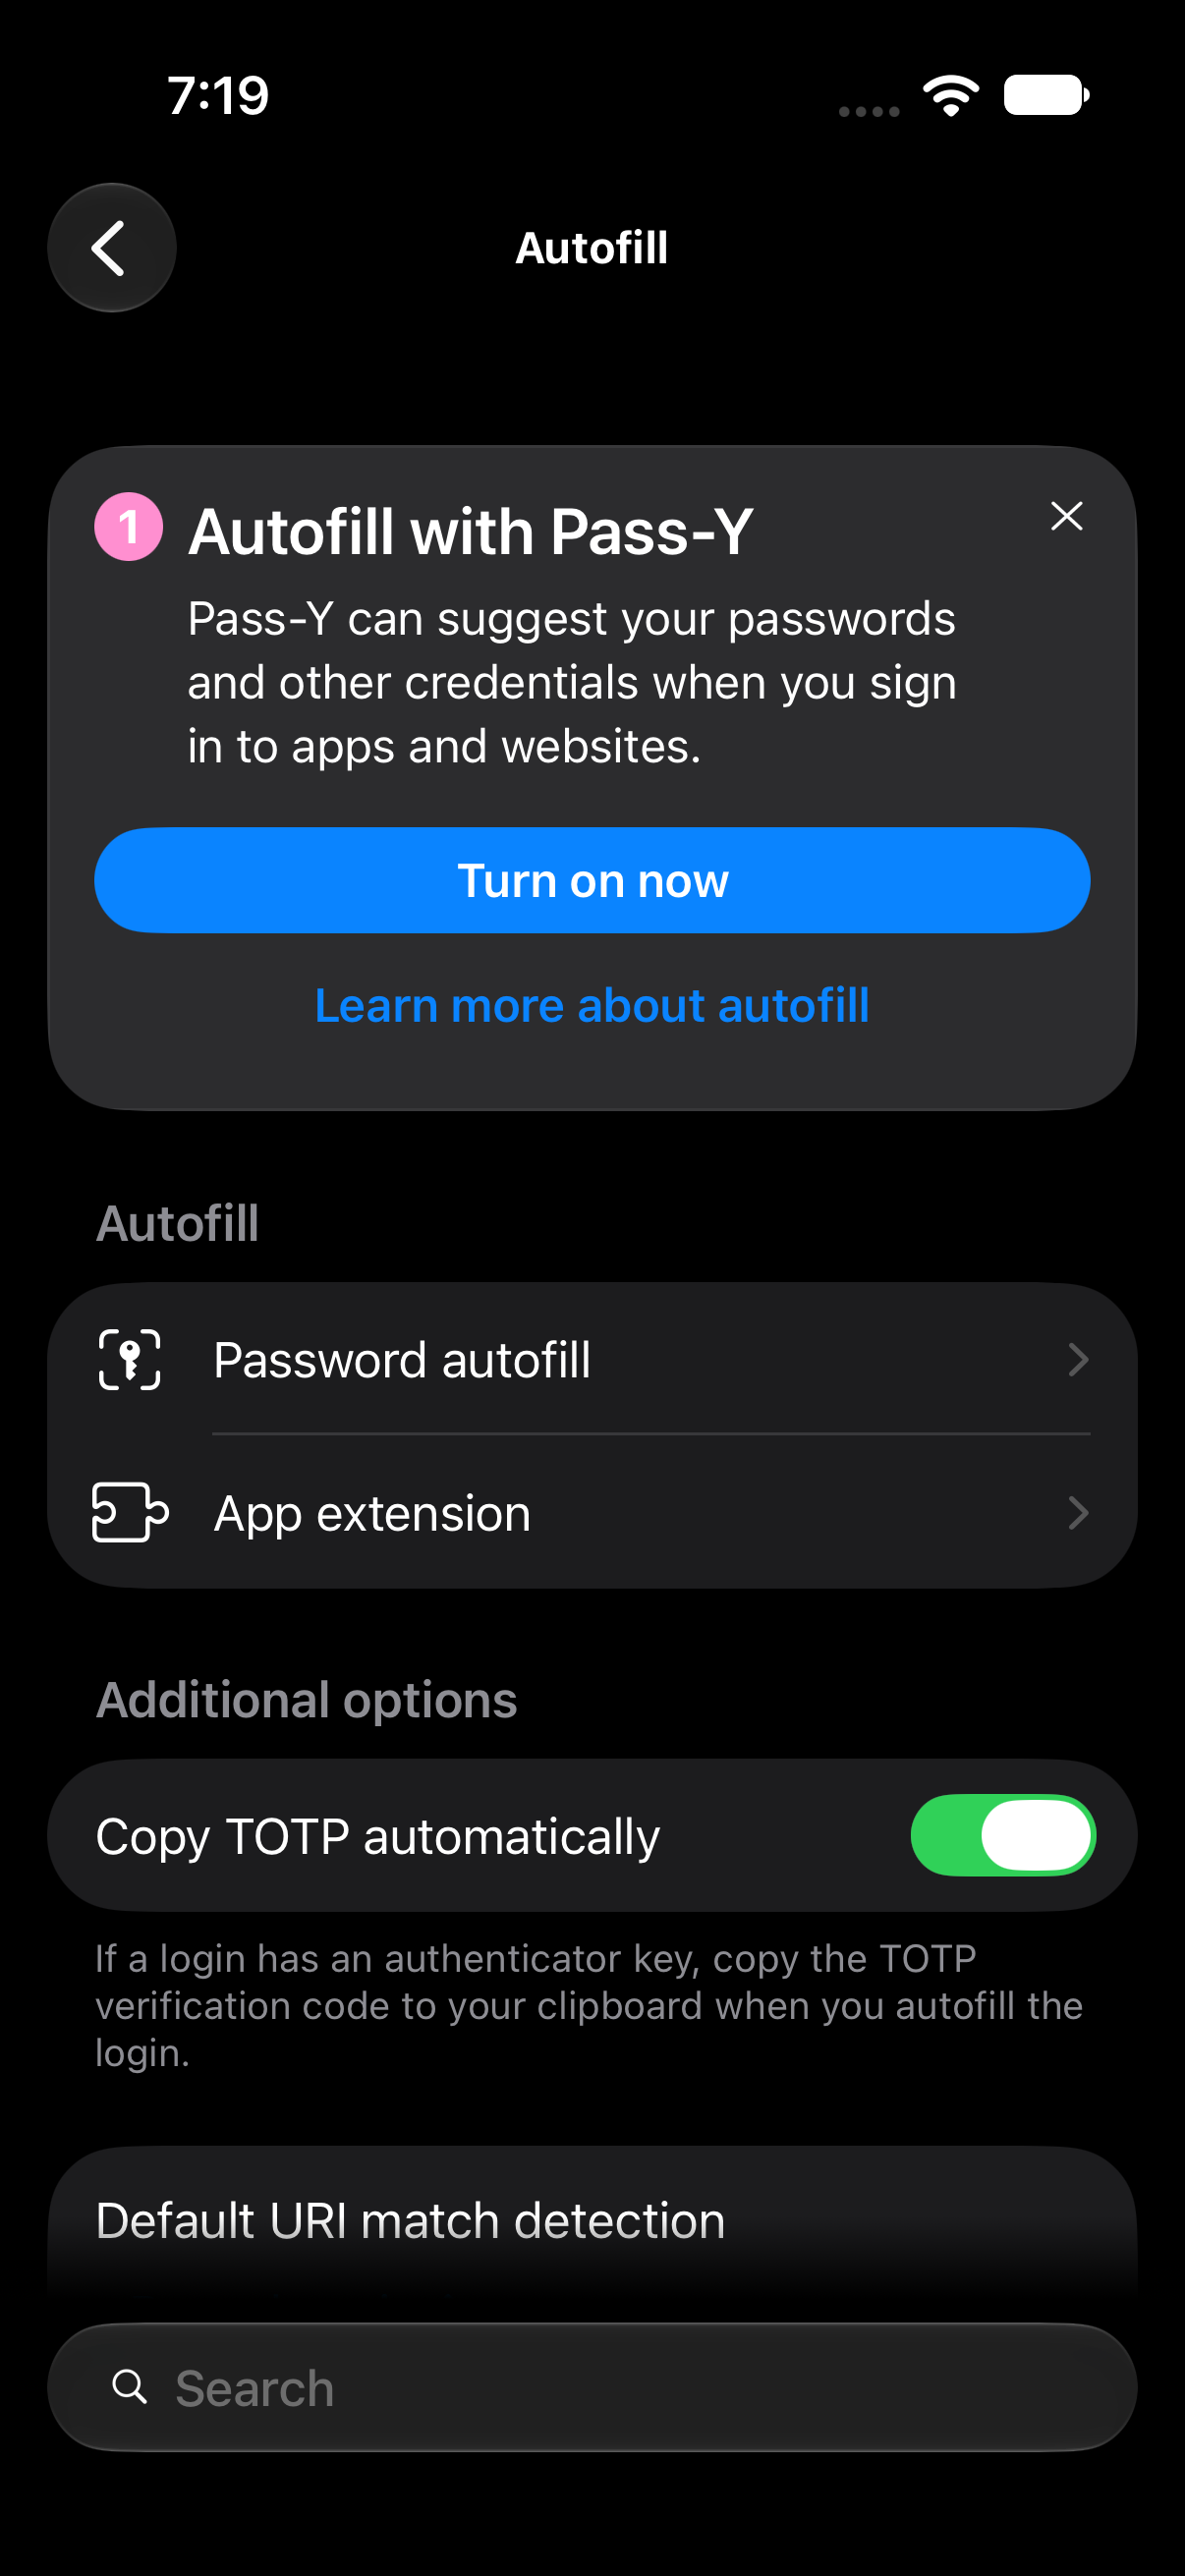 7:19
Autofill
1
Autofill with Pass-Y
Pass-Y can suggest your passwords
and other credentials when you sign
in to apps and websites.
Turn on now
Learn more about autofill
Autofill
Password autofill
App extension
Additional options
Copy TOTP automatically
If a login has an authenticator key, copy the TOTP
verification code to your clipboard when you autofill the
login.
Default URI match detection
Search